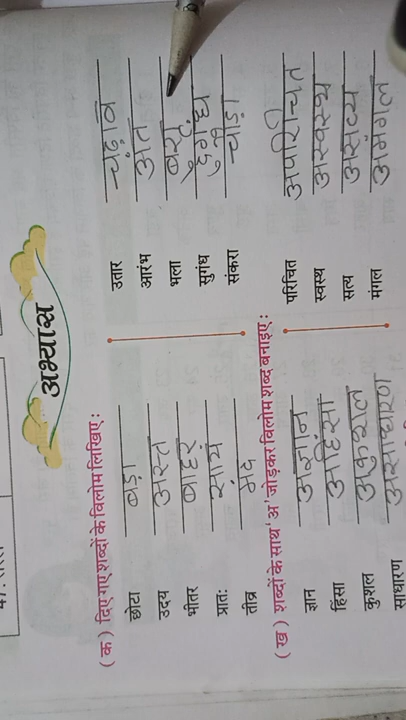 अभ्यास
(क) दिए गए शब्दों के विलोम लिखिए:
छोटा बड़ा उतार चढ़ाव
उदय अस्त आरंभ अंत
भीतर बाहर भला
प्रातः सायं सुगंध दुर्गंध
तीव्र मंद संकरा चौड़ा
(ख) शब्दों के साथ 'अ' जोड़कर विलोम शब्द बनाइए:
ज्ञान अज्ञान परिचित अपरिचित
हिंसा अहिंसा स्वस्थ अस्वस्थ
कुशल अकुशल सत्य असत्य
साधारण असाधारण मंगल अमंगल